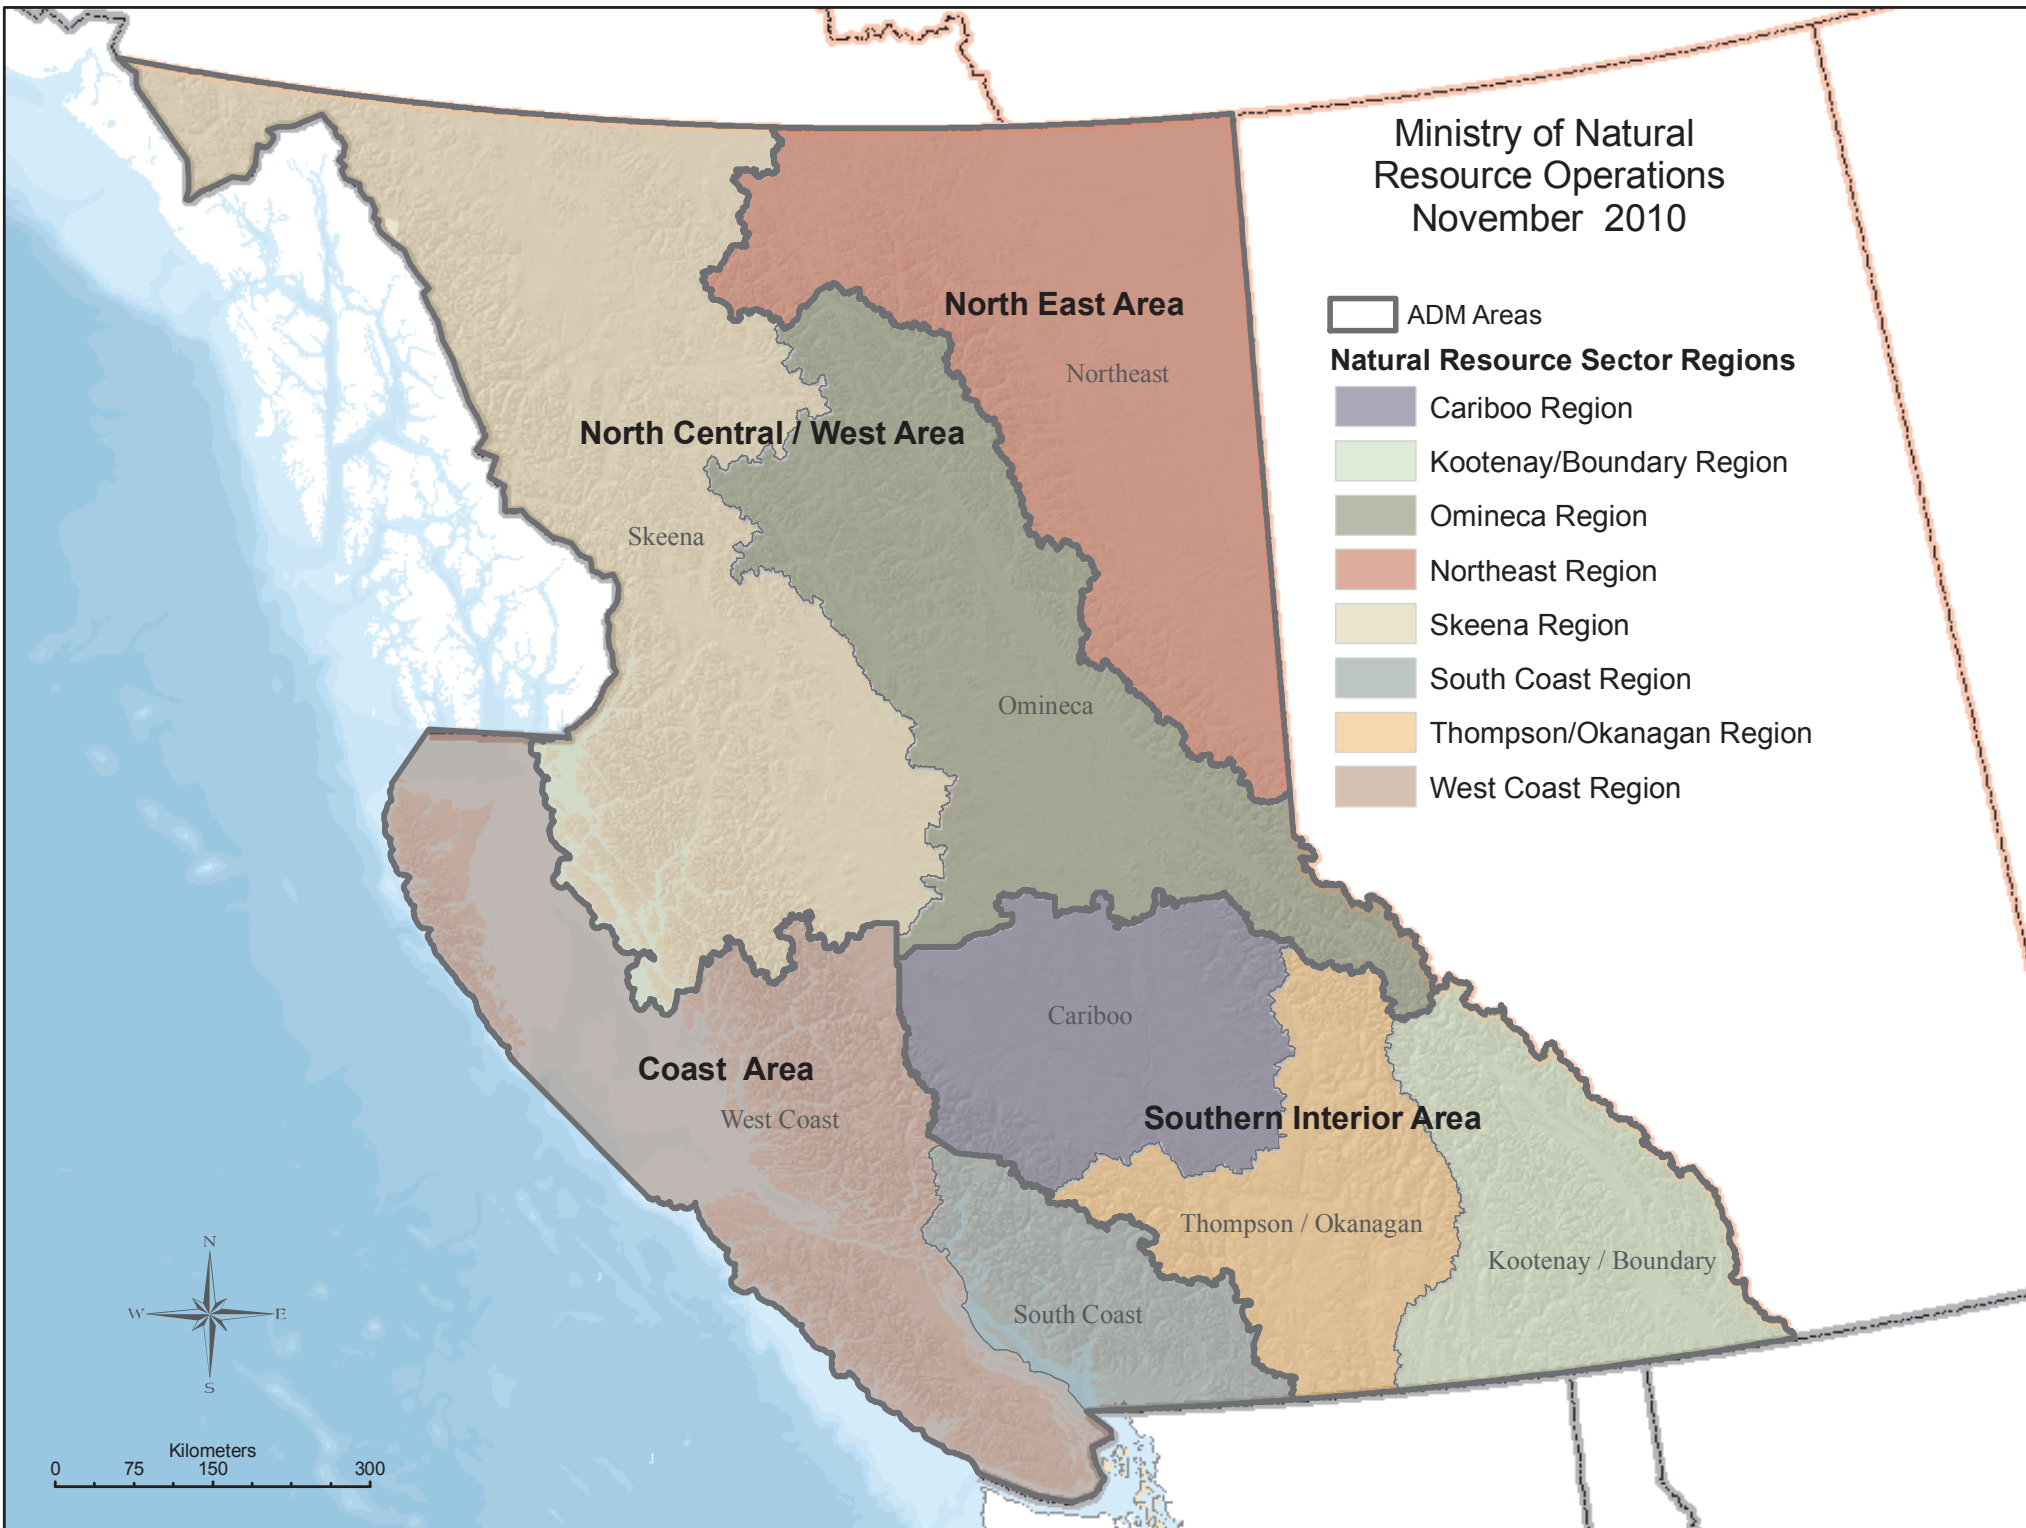 Ministry of Natural
Resource Operations
November 2010
ADM Areas
Natural Resource Sector Regions
Cariboo Region
Kootenay/Boundary Region
Omineca Region
Northeast Region
Skeena Region
South Coast Region
Thompson/Okanagan Region
West Coast Region
North East Area
Northeast
North Central / West Area
Skeena
Omineca
Cariboo
Coast Area
West Coast
Southern Interior Area
Thompson / Okanagan
Kootenay / Boundary
South Coast
N
W E
S
Kilometers
0 75 150 300